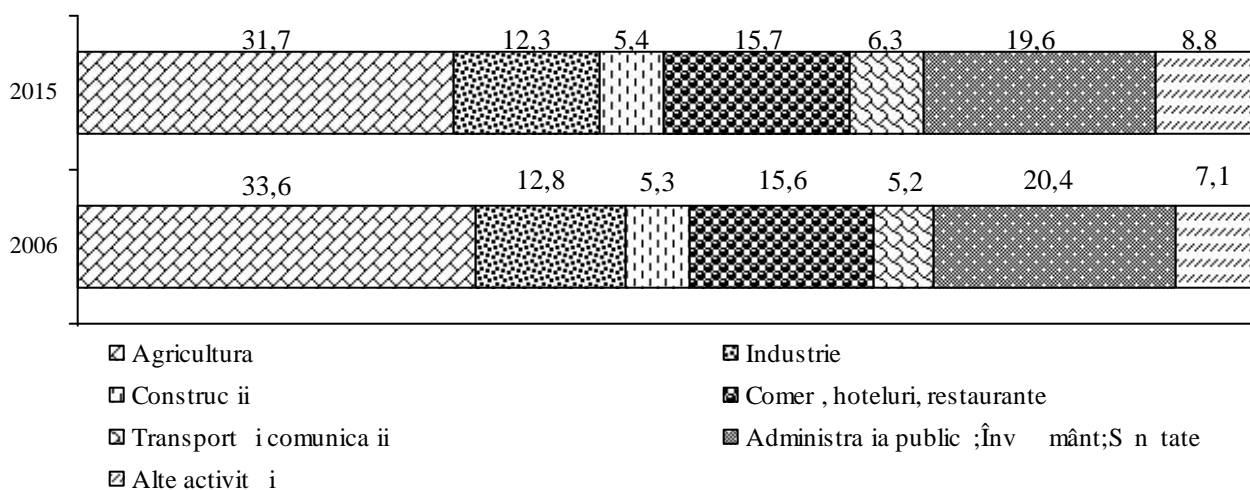 31,7 12,3 5,4 15,7 6,3 19,6 8,8
2015
33,6 12,8 5,3 15,6 5,2 20,4 7,1
2006
Agricultura Industrie
Construc ii Comer , hoteluri, restaurante
Transport i comunica ii Administra ia public ;Înv mânt;S n tate
Alte activit i